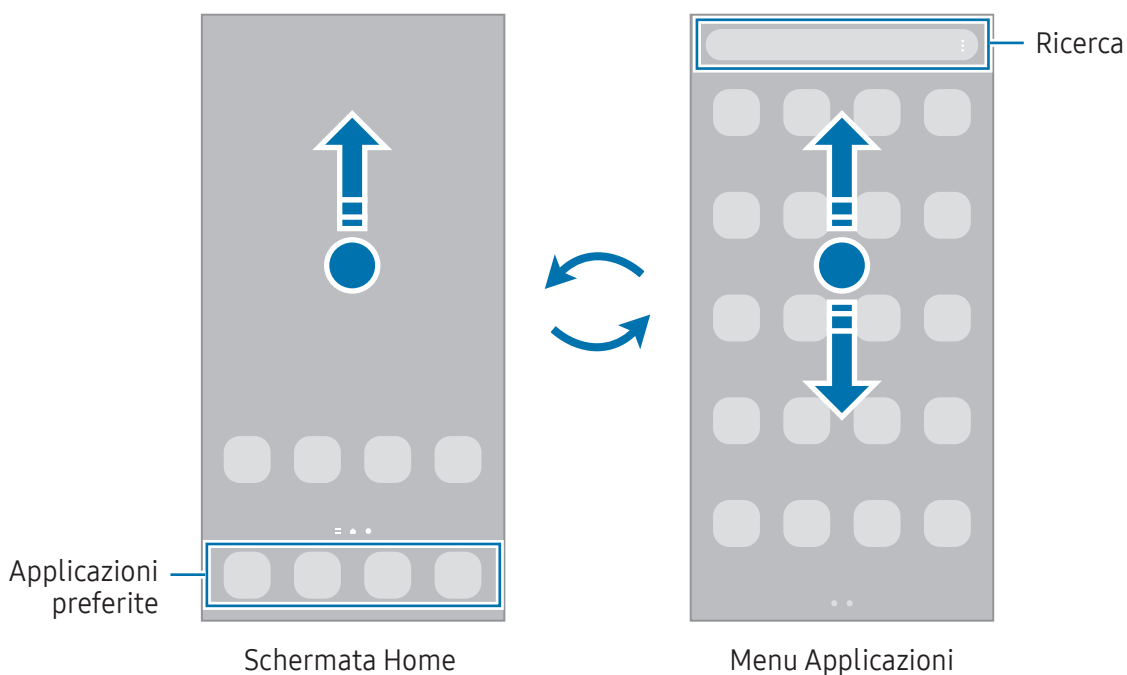 Ricerca
Applicazioni
preferite
Schermata Home
Menu Applicazioni